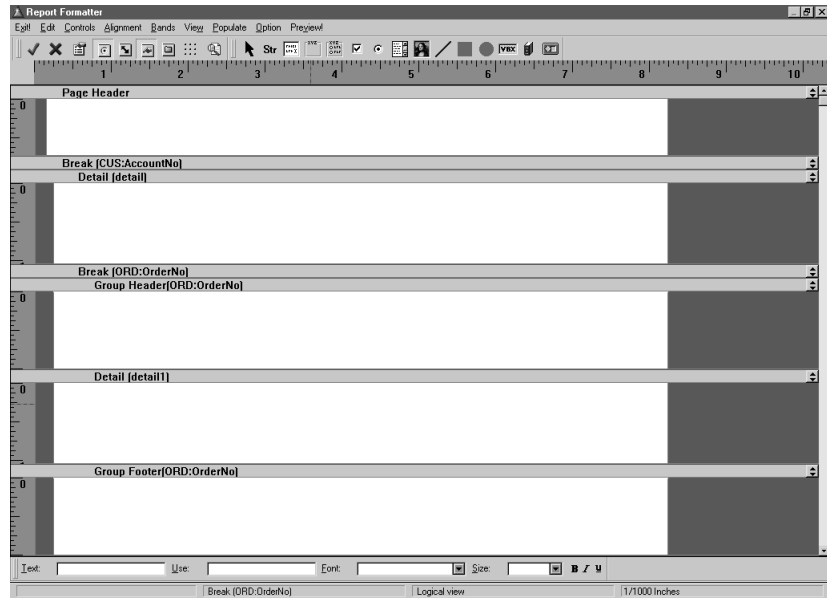 Report Formatter
Exit! Edit Controls Alignment Bands View Populate Option Preview!
Str
VBX
1 2 3 4 5 6 7 8 9 10
Page Header
0
Break (CUS:AccountNo)
Detail (detail)
0
Break (ORD:OrderNo)
Group Header(ORD:OrderNo)
0
Detail (detail1)
0
Group Footer(ORD:OrderNo)
0
Text: Use: Font: Size: B I U
Break (ORD:OrderNo) Logical view 1/1000 Inches